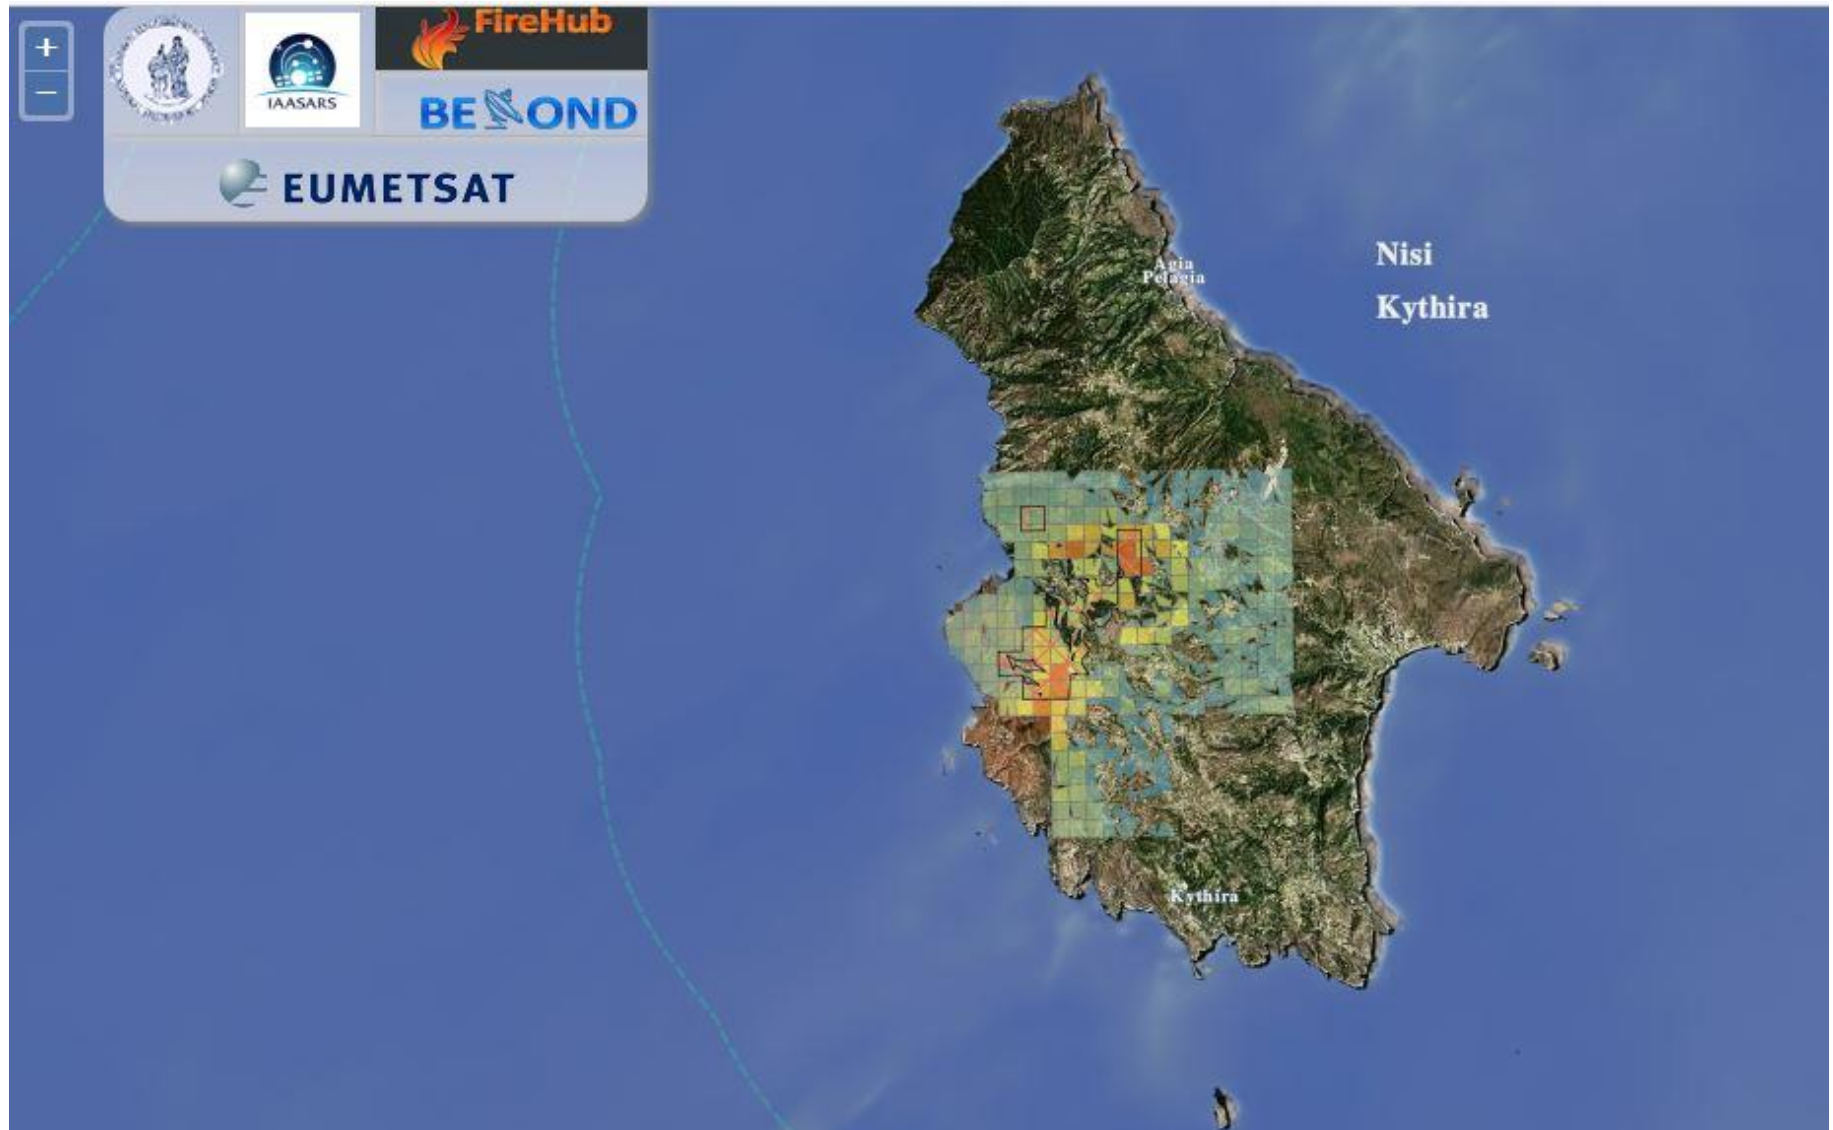 +
FireHub
IAASARS
BEYOND
−
EUMETSAT
Nisi
Kythira
Agia
Pelagia
Kythira